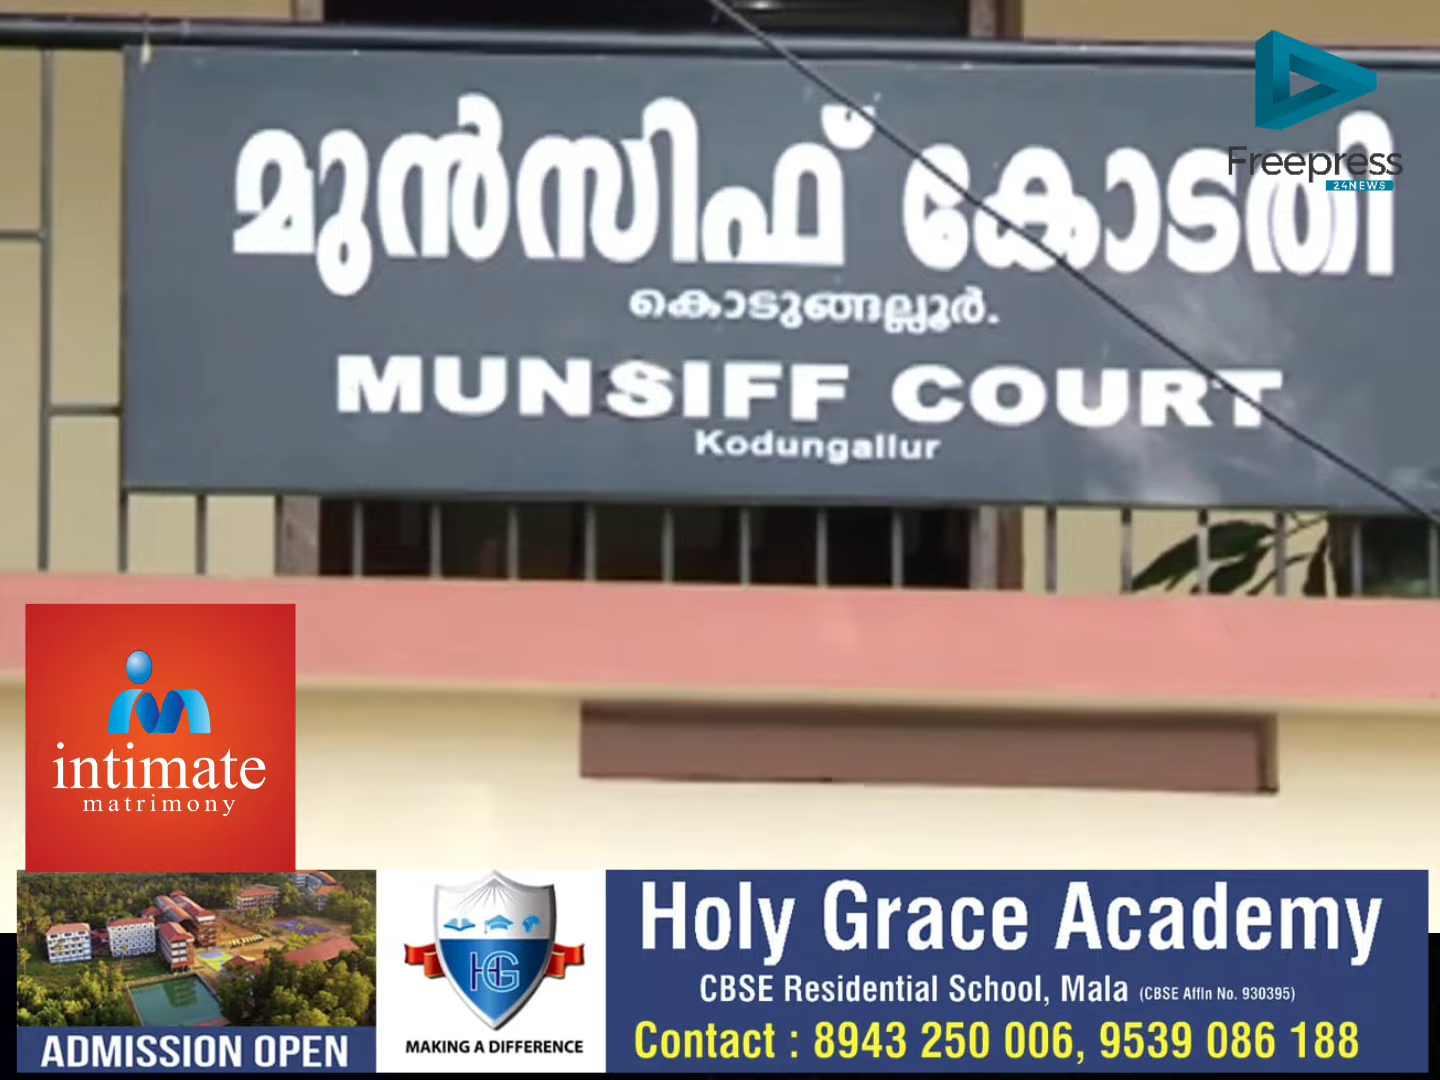 മുൻസിഫ് കോടതി
കൊടുങ്ങല്ലൂർ.
MUNSIFF COURT
Kodungallur
Freepress
24NEWS
intimate
matrimony
ADMISSION OPEN
HG
MAKING A DIFFERENCE
Holy Grace Academy
CBSE Residential School, Mala (CBSE Affln No. 930395)
Contact : 8943 250 006, 9539 086 188